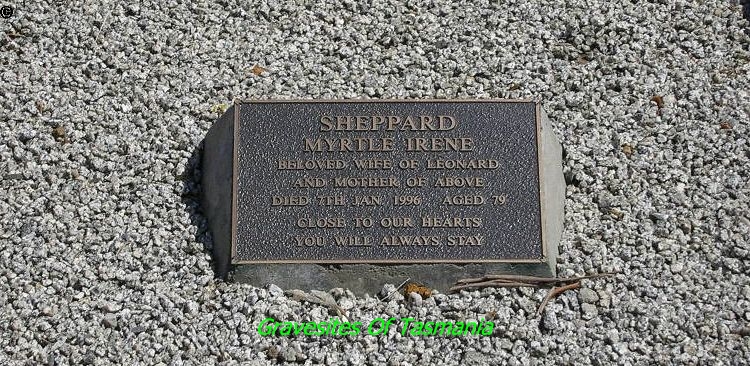 ©
SHEPPARD
MYRTLE IRENE
BELOVED WIFE OF LEONARD
AND MOTHER OF ABOVE
DIED 7TH JAN. 1996 AGED 79
CLOSE TO OUR HEARTS
YOU WILL ALWAYS STAY
Gravesites Of Tasmania